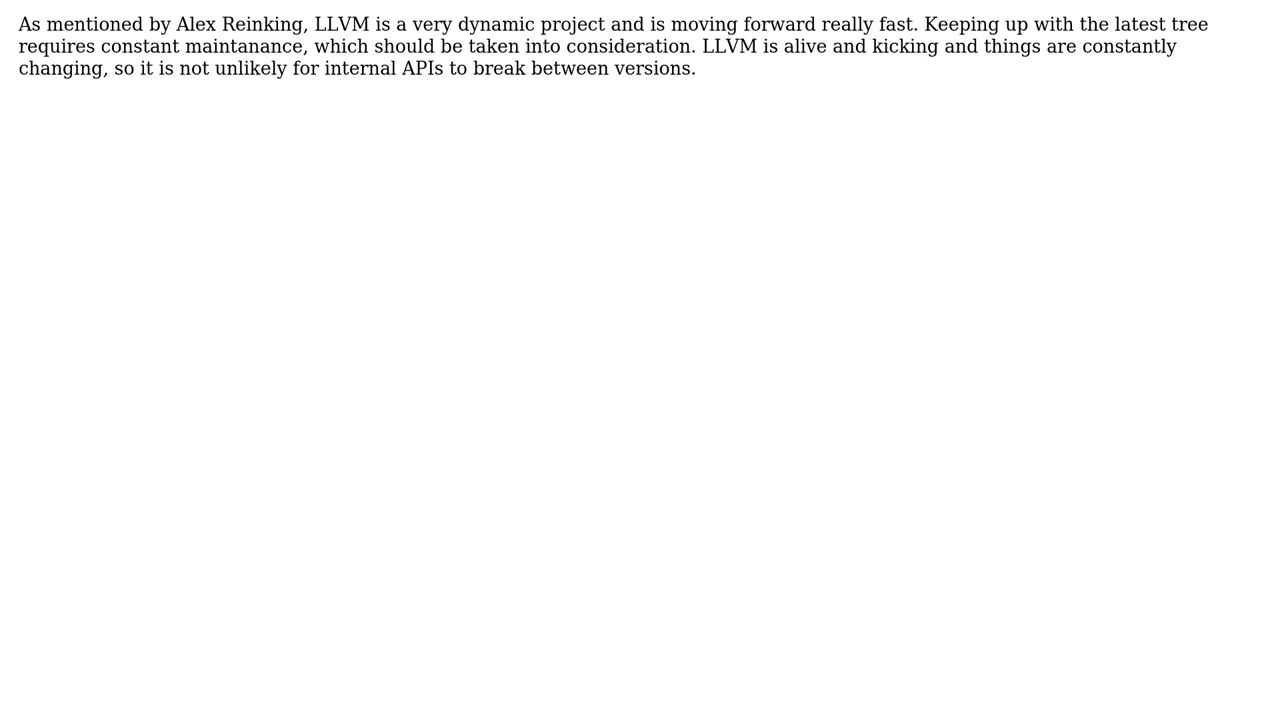 As mentioned by Alex Reinking, LLVM is a very dynamic project and is moving forward really fast. Keeping up with the latest tree
requires constant maintanance, which should be taken into consideration. LLVM is alive and kicking and things are constantly
changing, so it is not unlikely for internal APIs to break between versions.